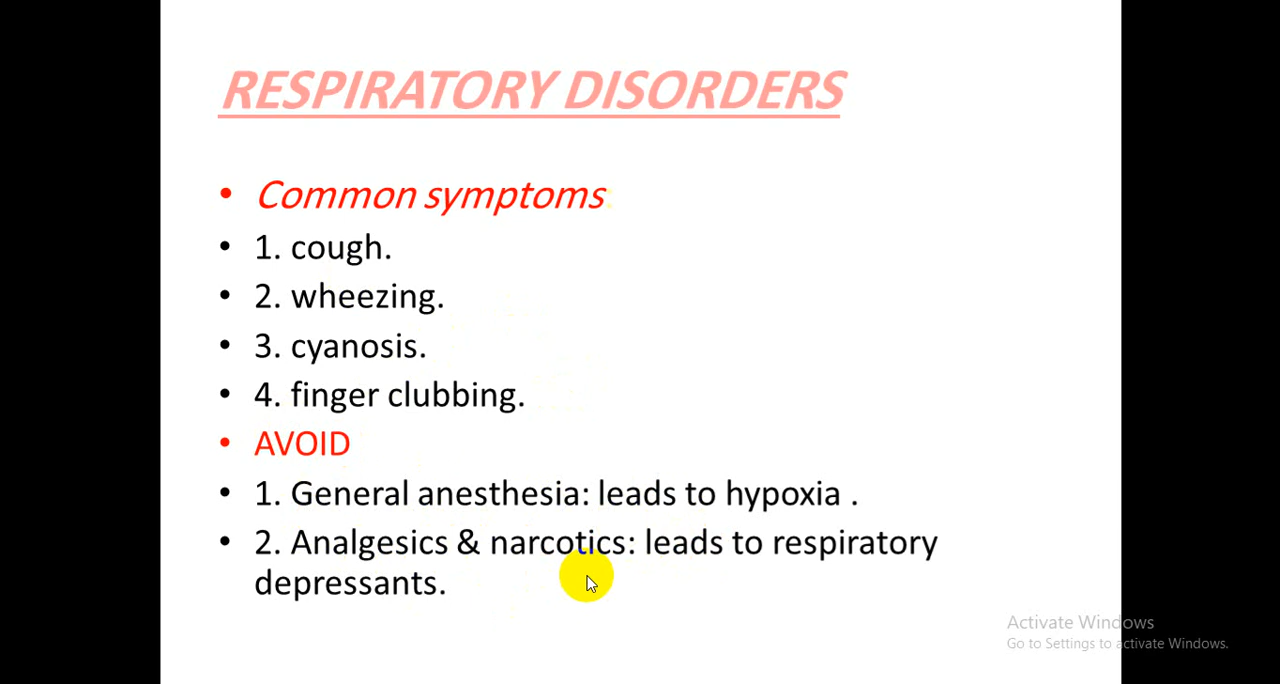 RESPIRATORY DISORDERS
• Common symptoms:
• 1. cough.
• 2. wheezing.
• 3. cyanosis.
• 4. finger clubbing.
• AVOID
• 1. General anesthesia: leads to hypoxia .
• 2. Analgesics & narcotics: leads to respiratory
depressants.
Activate Windows
Go to Settings to activate Windows.